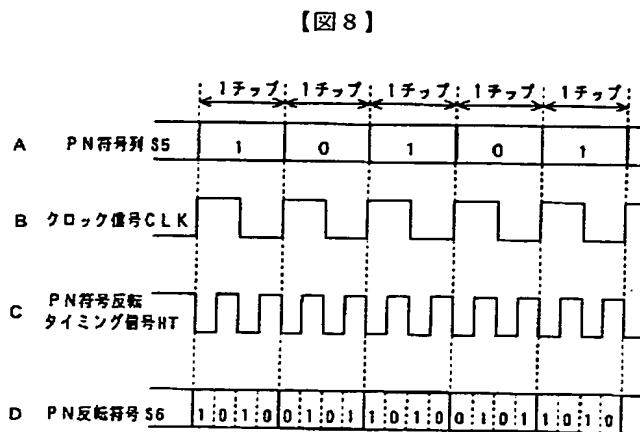 【図8】
1チップ 1チップ 1チップ 1チップ 1チップ
A PN符号列 S5 1 0 1 0 1
B クロック信号CLK
C PN符号反転
タイミング信号HT
D PN反転符号 S6 1 0 1 0 0 1 0 1 1 0 1 0 0 1 0 1 1 0 1 0